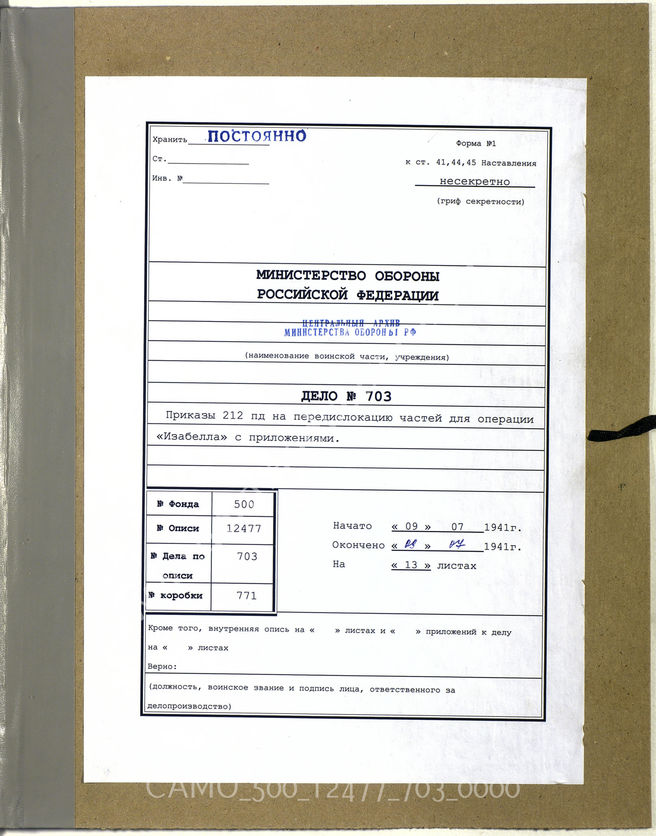 Хранить ПОСТОЯННО
Ст.
Инв. №
Форма №1
к ст. 41,44,45 Наставления
несекретно
(гриф секретности)
МИНИСТЕРСТВО ОБОРОНЫ
РОССИЙСКОЙ ФЕДЕРАЦИИ
ЦЕНТРАЛЬНЫЙ АРХИВ
МИНИСТЕРСТВА ОБОРОНЫ РФ
(наименование воинской части, учреждения)
ДЕЛО № 703
Приказы 212 пд на передислокацию частей для операции
«Изабелла» с приложениями.
№ Фонда 500
№ Описи 12477
№ Дела по 703
описи
№ коробки 771
Начато « 09 » 07 1941г.
Окончено « » 07 1941г.
На « 13 » листах
Кроме того, внутренняя опись на « » листах и « » приложений к делу
на « » листах
Верно:
(должность, воинское звание и подпись лица, ответственного за
делопроизводство)
CAMO_500_12477_703_0000